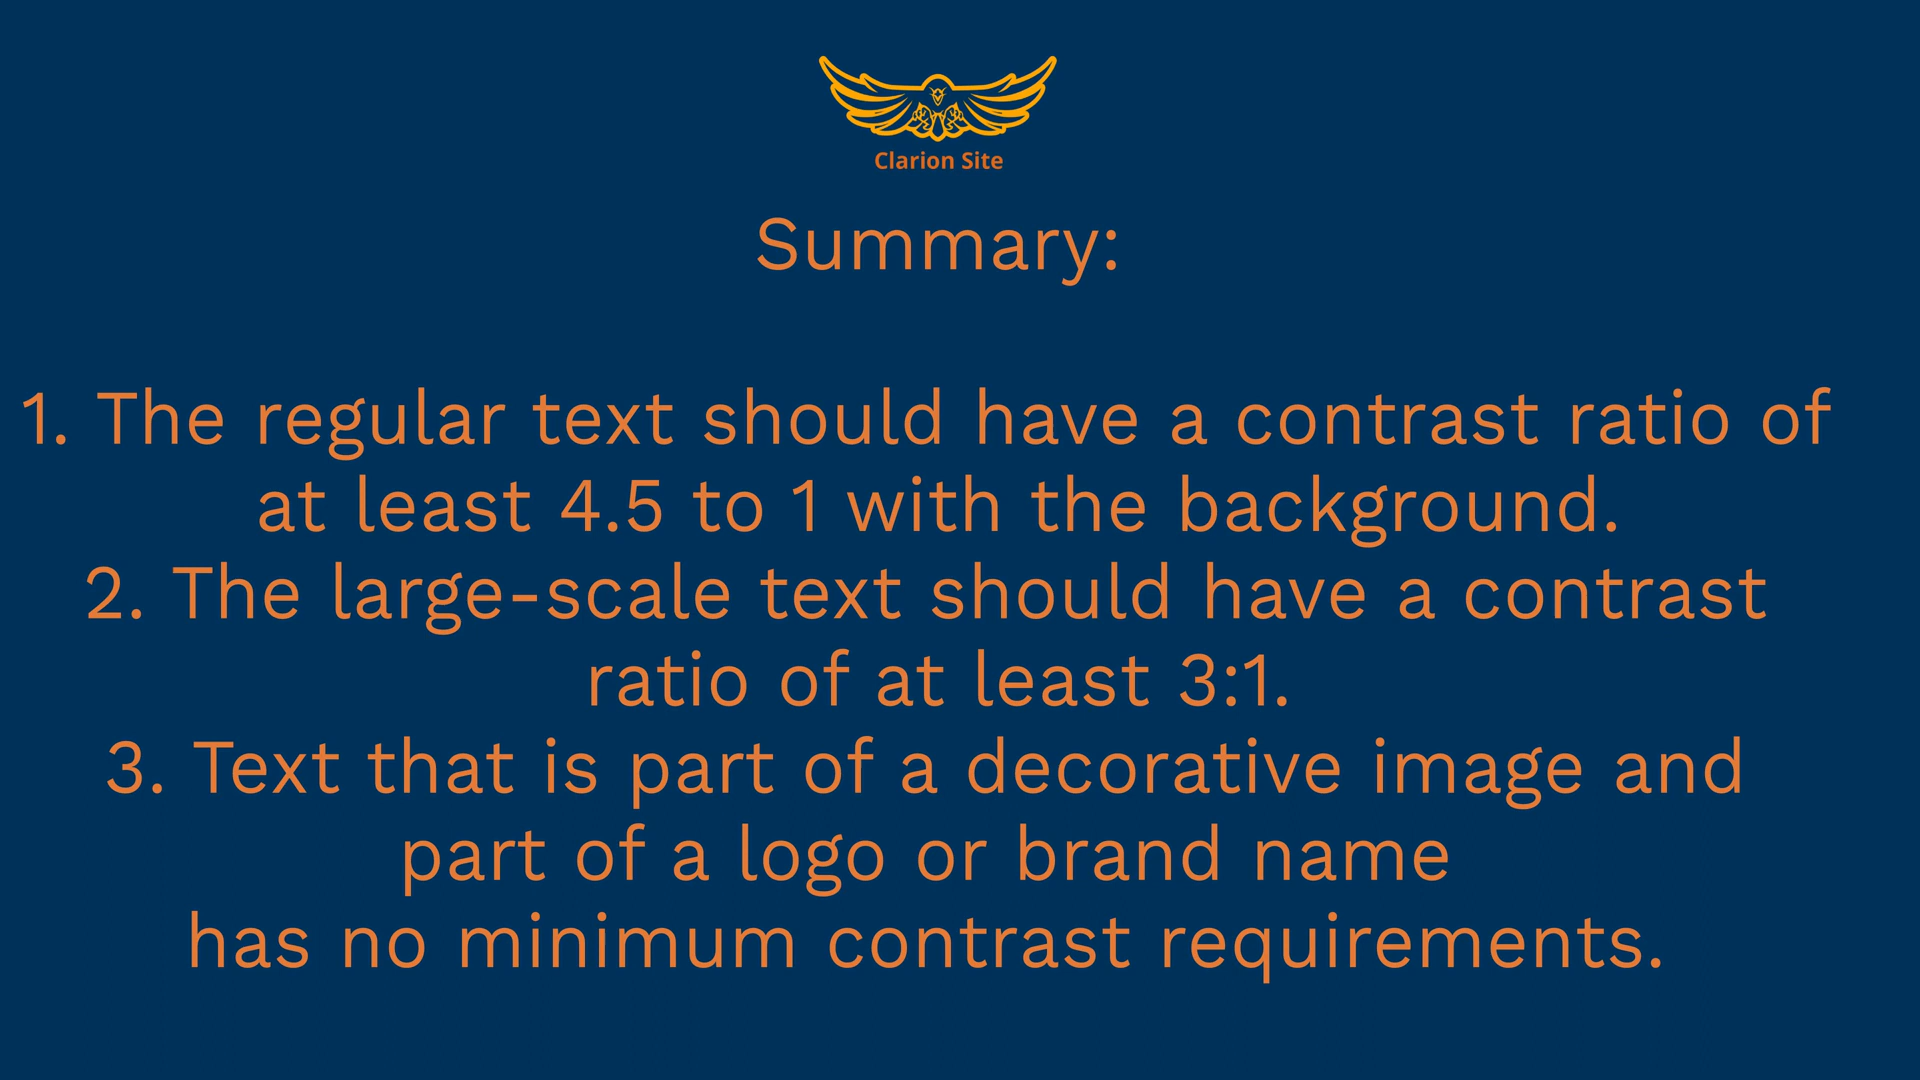 Clarion Site
Summary:
1. The regular text should have a contrast ratio of
at least 4.5 to 1 with the background.
2. The large-scale text should have a contrast
ratio of at least 3:1.
3. Text that is part of a decorative image and
part of a logo or brand name
has no minimum contrast requirements.